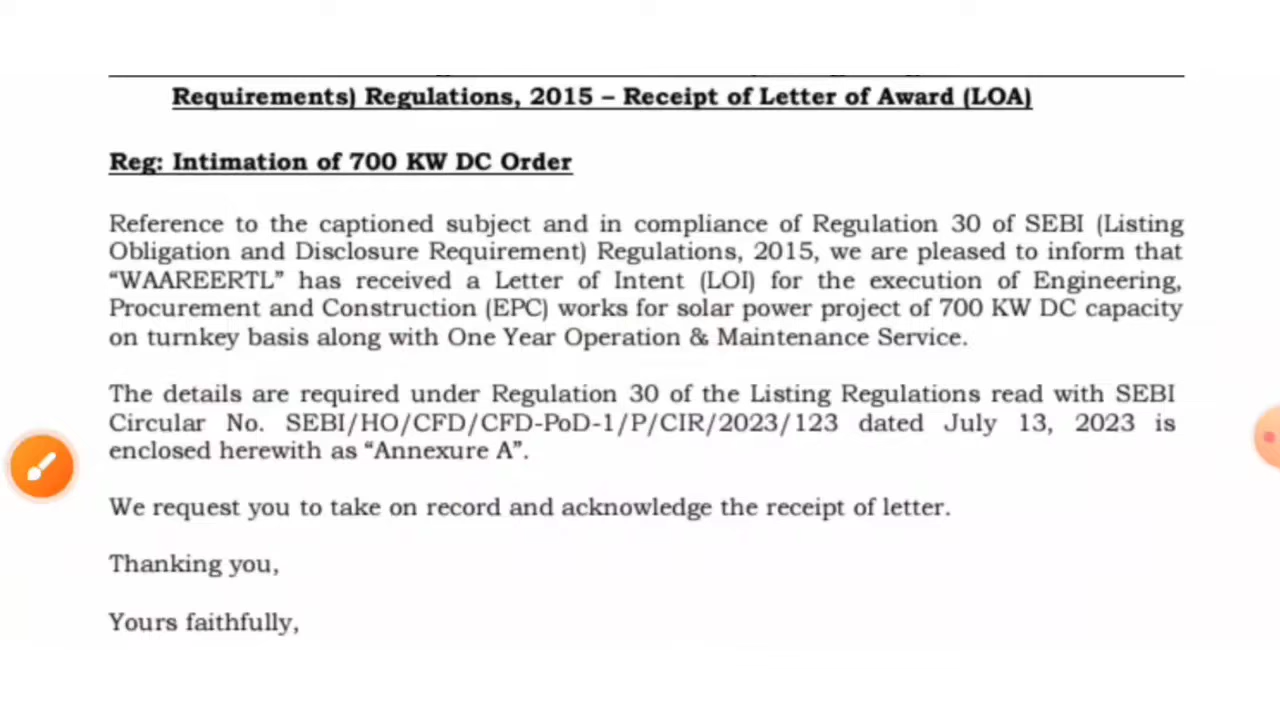 Requirements) Regulations, 2015 – Receipt of Letter of Award (LOA)
Reg: Intimation of 700 KW DC Order
Reference to the captioned subject and in compliance of Regulation 30 of SEBI (Listing
Obligation and Disclosure Requirement) Regulations, 2015, we are pleased to inform that
“WAAREERTL” has received a Letter of Intent (LOI) for the execution of Engineering,
Procurement and Construction (EPC) works for solar power project of 700 KW DC capacity
on turnkey basis along with One Year Operation & Maintenance Service.
The details are required under Regulation 30 of the Listing Regulations read with SEBI
Circular No. SEBI/HO/CFD/CFD-PoD-1/P/CIR/2023/123 dated July 13, 2023 is
enclosed herewith as “Annexure A”.
We request you to take on record and acknowledge the receipt of letter.
Thanking you,
Yours faithfully,